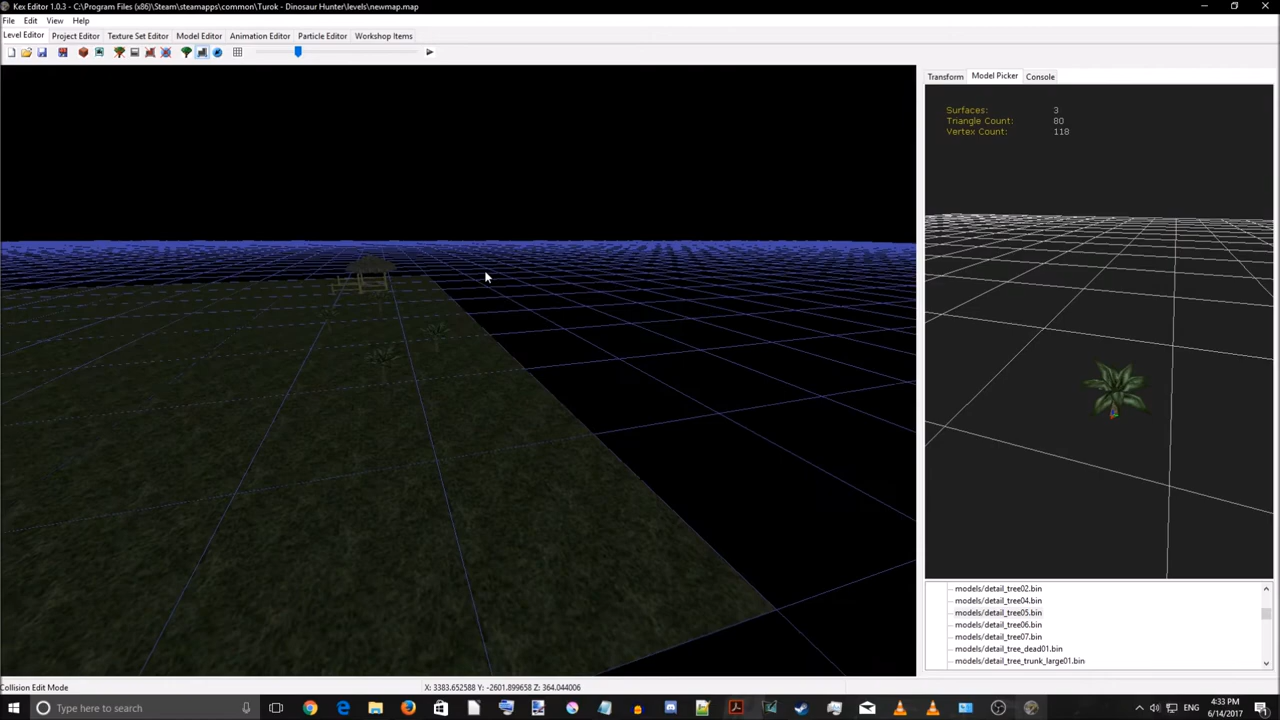 Kex Editor 1.0.3 - C:\Program Files (x86)\Steam\steamapps\common\Turok - Dinosaur Hunter\levels\newmap.map
File Edit View Help
Level Editor Project Editor Texture Set Editor Model Editor Animation Editor Particle Editor Workshop Items
Transform Model Picker Console
Surfaces: 3
Triangle Count: 80
Vertex Count: 118
models/detail_tree02.bin
models/detail_tree04.bin
models/detail_tree05.bin
models/detail_tree06.bin
models/detail_tree07.bin
models/detail_tree_dead01.bin
models/detail_tree_trunk_large01.bin
Collision Edit Mode X: 3383.652588 Y: -2601.899658 Z: 364.044006
Type here to search
ENG
4:33 PM
6/14/2017